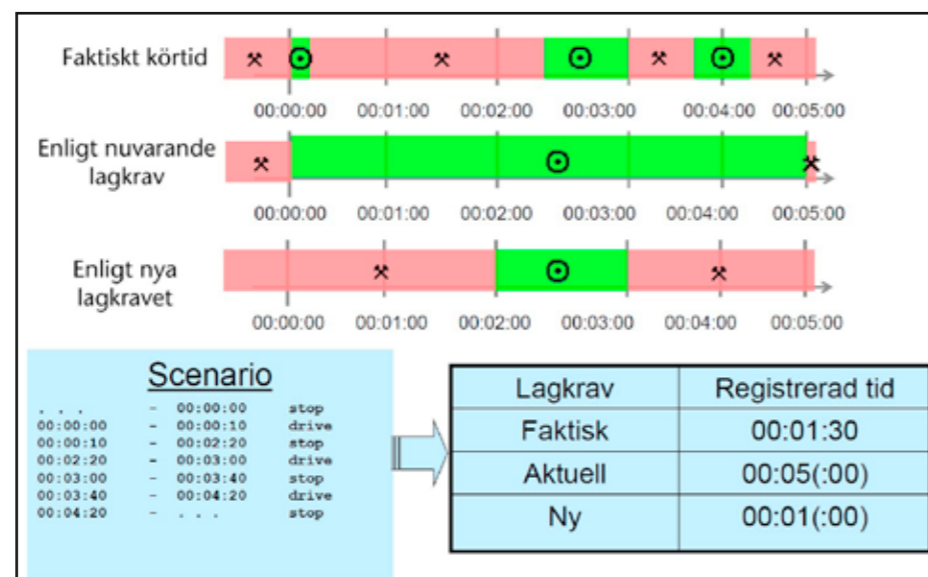 Faktiskt körtid
00:00:00 00:01:00 00:02:00 00:03:00 00:04:00 00:05:00
Enligt nuvarande
lagkrav
00:00:00 00:01:00 00:02:00 00:03:00 00:04:00 00:05:00
Enligt nya
lagkravet
00:00:00 00:01:00 00:02:00 00:03:00 00:04:00 00:05:00
Scenario
. . . - 00:00:00 stop
00:00:00 - 00:00:10 drive
00:00:10 - 00:02:20 stop
00:02:20 - 00:03:00 drive
00:03:00 - 00:03:40 stop
00:03:40 - 00:04:20 drive
00:04:20 - . . . stop
Lagkrav Registrerad tid
Faktisk 00:01:30
Aktuell 00:05(:00)
Ny 00:01(:00)